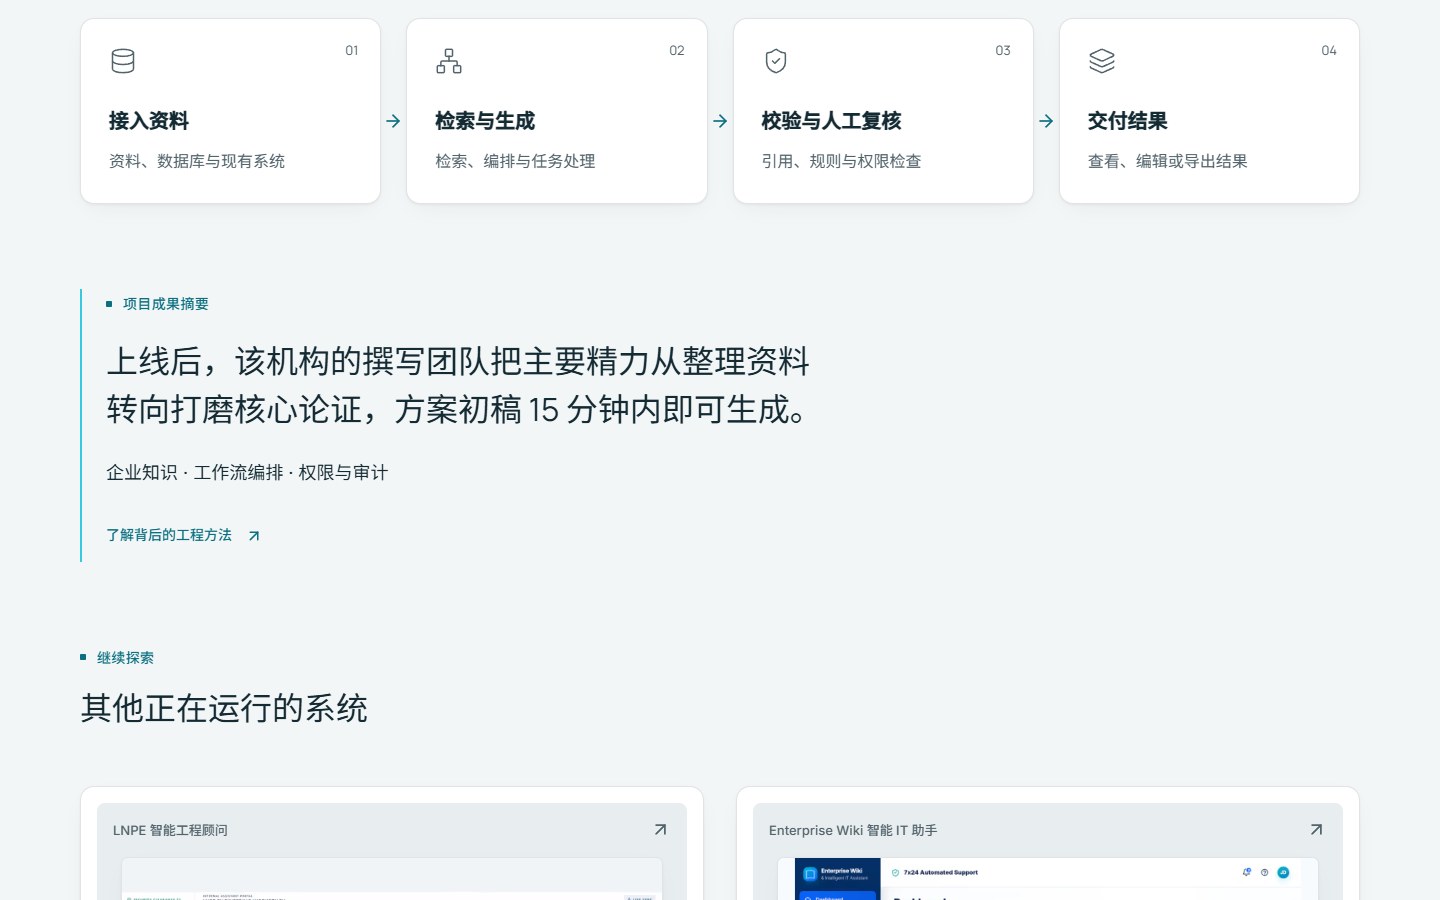 01
接入资料
资料、数据库与现有系统
02
检索与生成
检索、编排与任务处理
03
校验与人工复核
引用、规则与权限检查
04
交付结果
查看、编辑或导出结果
项目成果摘要
上线后，该机构的撰写团队把主要精力从整理资料
转向打磨核心论证，方案初稿 15 分钟内即可生成。
企业知识 · 工作流编排 · 权限与审计
了解背后的工程方法
继续探索
其他正在运行的系统
LNPE 智能工程顾问
Enterprise Wiki 智能 IT 助手
Enterprise Wiki
& Intelligent IT Assistant
7x24 Automated Support